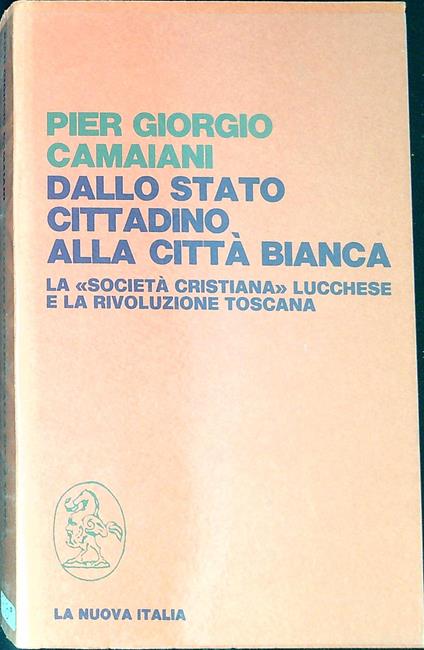 PIER GIORGIO
CAMAIANI
DALLO STATO
CITTADINO
ALLA CITTÀ BIANCA
LA «SOCIETÀ CRISTIANA» LUCCHESE
E LA RIVOLUZIONE TOSCANA
LA NUOVA ITALIA